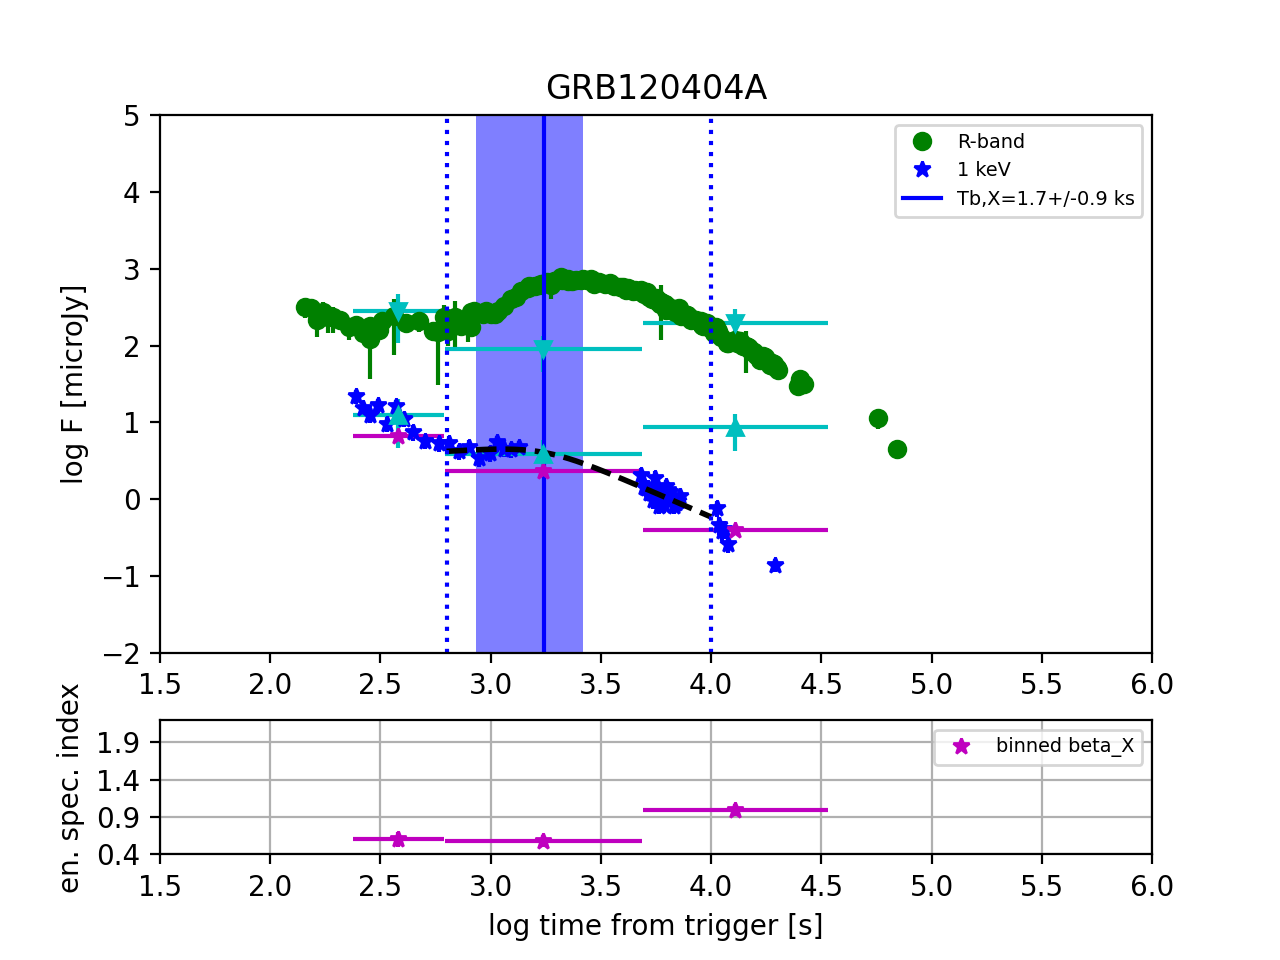 GRB120404A
5
4
3
2
1
0
−1
−2
log F [microJy]
R-band
1 keV
Tb,X=1.7+/-0.9 ks
1.5 2.0 2.5 3.0 3.5 4.0 4.5 5.0 5.5 6.0
1.9
1.4
0.9
0.4
en. spec. index
binned beta_X
1.5 2.0 2.5 3.0 3.5 4.0 4.5 5.0 5.5 6.0
log time from trigger [s]